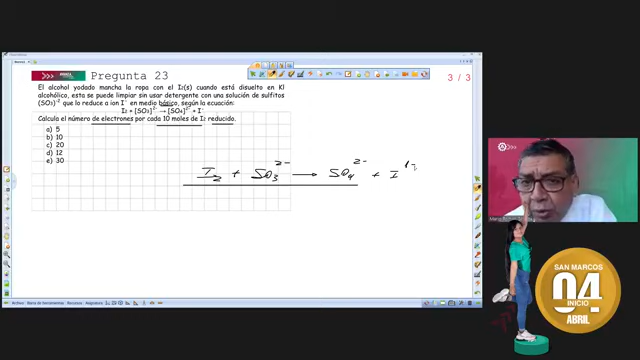 Pregunta 23
3 / 3
El alcohol yodado mancha la ropa con el I₂(s) cuando está disuelto en KI
alcohólico, esta se puede limpiar sin usar detergente con una solución de sulfitos
(SO₃)⁻² que lo reduce a ion I⁻ en medio básico, según la ecuación:
I₂ + [SO₃]²⁻ → [SO₄]²⁻ + I⁻
Calcula el número de electrones por cada 10 moles de I₂ reducido.
a) 5
b) 10
c) 20
d) 12
e) 30
I₂ + SO₃²⁻ → SO₄²⁻ + I¹⁻
SAN MARCOS
04
INICIO
ABRIL